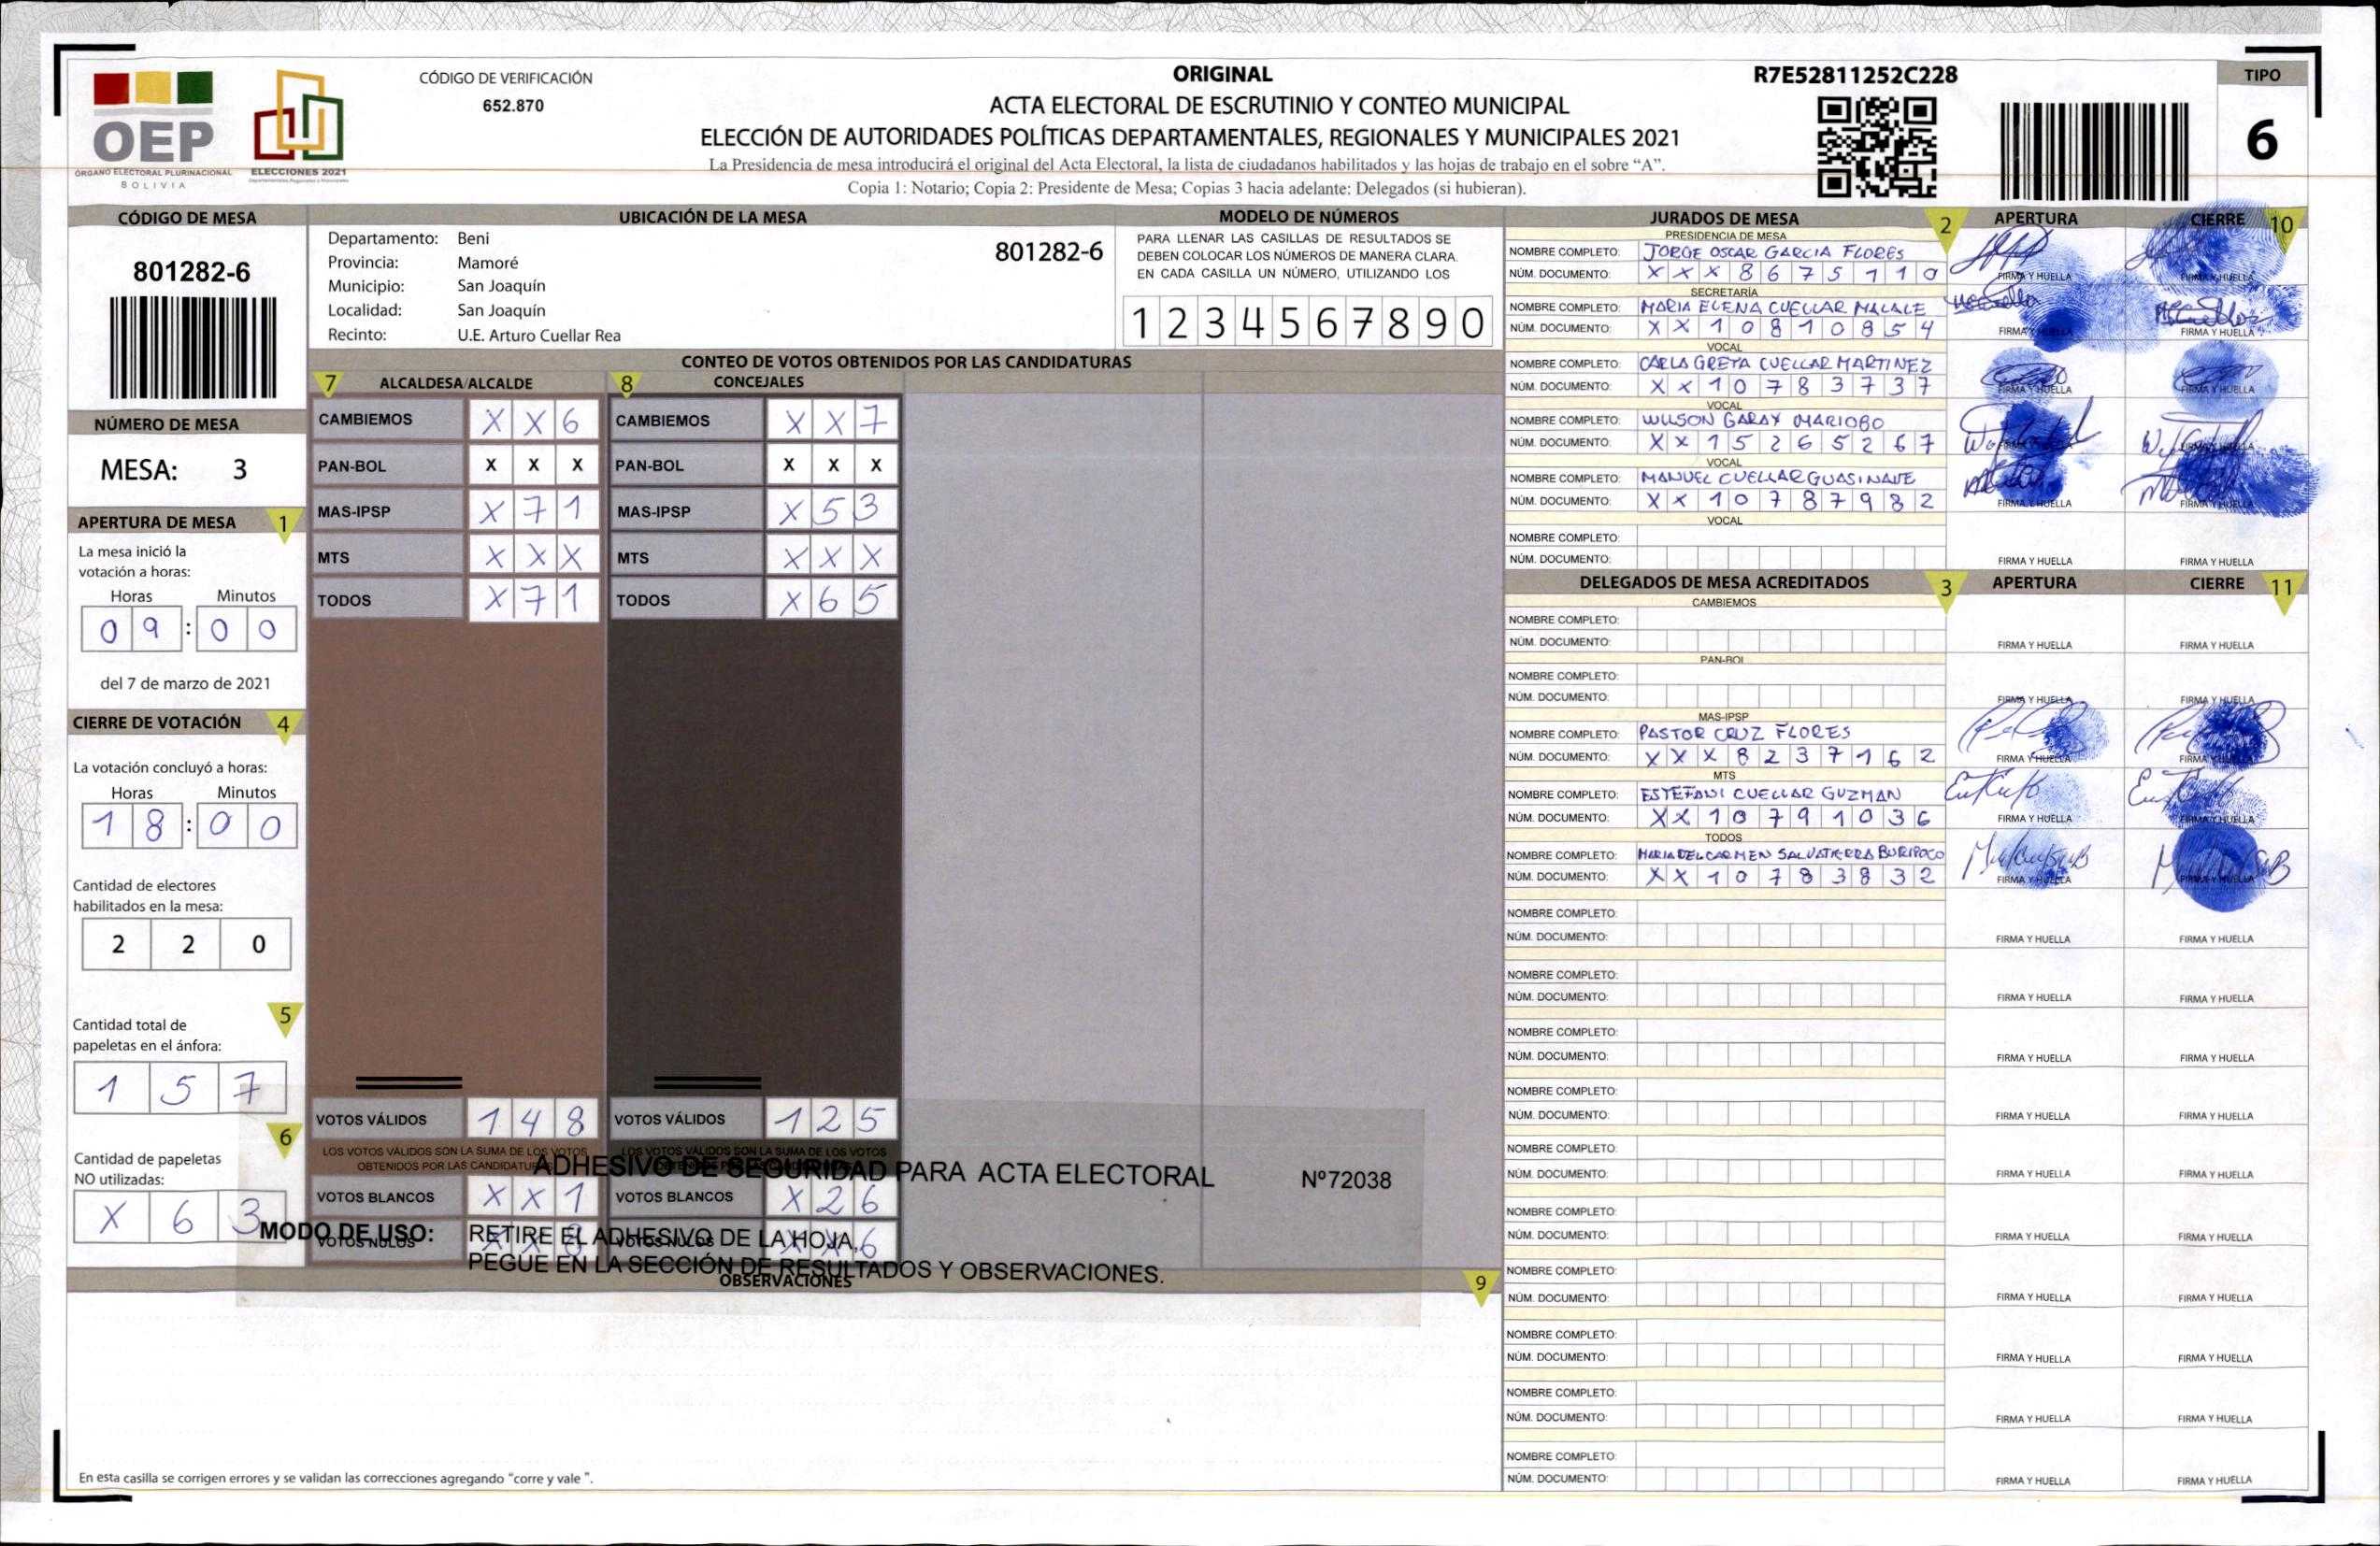 OEP
ÓRGANO ELECTORAL PLURINACIONAL
BOLIVIA
ELECCIONES 2021
CÓDIGO DE VERIFICACIÓN
652.870
ORIGINAL
ACTA ELECTORAL DE ESCRUTINIO Y CONTEO MUNICIPAL
ELECCIÓN DE AUTORIDADES POLÍTICAS DEPARTAMENTALES, REGIONALES Y MUNICIPALES 2021
La Presidencia de mesa introducirá el original del Acta Electoral, la lista de ciudadanos habilitados y las hojas de trabajo en el sobre “A”.
Copia 1: Notario; Copia 2: Presidente de Mesa; Copias 3 hacia adelante: Delegados (si hubieran).
R7E52811252C228
TIPO
6
CÓDIGO DE MESA
801282-6
NÚMERO DE MESA
MESA: 3
APERTURA DE MESA 1
La mesa inició la
votación a horas:
Horas Minutos
0 9 : 0 0
del 7 de marzo de 2021
CIERRE DE VOTACIÓN 4
La votación concluyó a horas:
Horas Minutos
1 8 : 0 0
Cantidad de electores
habilitados en la mesa:
2 2 0
5
Cantidad total de
papeletas en el ánfora:
1 5 7
6
Cantidad de papeletas
NO utilizadas:
X 6 3
UBICACIÓN DE LA MESA
Departamento: Beni
Provincia: Mamoré
Municipio: San Joaquín
Localidad: San Joaquín
Recinto: U.E. Arturo Cuellar Rea
801282-6
MODELO DE NÚMEROS
PARA LLENAR LAS CASILLAS DE RESULTADOS SE
DEBEN COLOCAR LOS NÚMEROS DE MANERA CLARA.
EN CADA CASILLA UN NÚMERO, UTILIZANDO LOS
1 2 3 4 5 6 7 8 9 0
CONTEO DE VOTOS OBTENIDOS POR LAS CANDIDATURAS
7 ALCALDESA/ALCALDE 8 CONCEJALES
CAMBIEMOS X X 6 CAMBIEMOS X X 7
PAN-BOL X X X PAN-BOL X X X
MAS-IPSP X 7 1 MAS-IPSP X 5 3
MTS X X X MTS X X X
TODOS X 7 1 TODOS X 6 5
VOTOS VÁLIDOS 1 4 8 VOTOS VÁLIDOS 1 2 5
LOS VOTOS VÁLIDOS SON LA SUMA DE LOS VOTOS LOS VOTOS VÁLIDOS SON LA SUMA DE LOS VOTOS
OBTENIDOS POR LAS CANDIDATURAS
ADHESIVO DE SEGURIDAD PARA ACTA ELECTORAL Nº72038
VOTOS BLANCOS X X 1 VOTOS BLANCOS X 2 6
VOTOS NULOS X X 8 VOTOS NULOS X X 6
MODO DE USO: RETIRE EL ADHESIVO DE LA HOJA,
PEGUE EN LA SECCIÓN DE RESULTADOS Y OBSERVACIONES.
OBSERVACIONES 9
En esta casilla se corrigen errores y se validan las correcciones agregando “corre y vale ”.
JURADOS DE MESA 2 APERTURA CIERRE 10
PRESIDENCIA DE MESA
NOMBRE COMPLETO: JORGE OSCAR GARCIA FLORES
NÚM. DOCUMENTO: X X X 8 6 7 5 1 1 0 FIRMA Y HUELLA FIRMA Y HUELLA
SECRETARÍA
NOMBRE COMPLETO: MARIA ELENA CUELLAR MALALE
NÚM. DOCUMENTO: X X 1 0 8 1 0 8 5 4 FIRMA Y HUELLA FIRMA Y HUELLA
VOCAL
NOMBRE COMPLETO: CARLA GRETA CUELLAR MARTINEZ
NÚM. DOCUMENTO: X X 1 0 7 8 3 7 3 7 FIRMA Y HUELLA FIRMA Y HUELLA
VOCAL
NOMBRE COMPLETO: WILSON GARAY MARIOBO
NÚM. DOCUMENTO: X X 1 5 2 6 5 2 6 7 FIRMA Y HUELLA FIRMA Y HUELLA
VOCAL
NOMBRE COMPLETO: MANUEL CUELLAR GUASINAVE
NÚM. DOCUMENTO: X X 1 0 7 8 7 9 8 2 FIRMA Y HUELLA FIRMA Y HUELLA
VOCAL
NOMBRE COMPLETO:
NÚM. DOCUMENTO: FIRMA Y HUELLA FIRMA Y HUELLA
DELEGADOS DE MESA ACREDITADOS 3 APERTURA CIERRE 11
CAMBIEMOS
NOMBRE COMPLETO:
NÚM. DOCUMENTO: FIRMA Y HUELLA FIRMA Y HUELLA
PAN-BOL
NOMBRE COMPLETO:
NÚM. DOCUMENTO: FIRMA Y HUELLA FIRMA Y HUELLA
MAS-IPSP
NOMBRE COMPLETO: PASTOR CRUZ FLORES
NÚM. DOCUMENTO: X X X 8 2 3 7 1 6 2 FIRMA Y HUELLA FIRMA Y HUELLA
MTS
NOMBRE COMPLETO: ESTEFANI CUELLAR GUZMAN
NÚM. DOCUMENTO: X X 1 0 7 9 1 0 3 6 FIRMA Y HUELLA FIRMA Y HUELLA
TODOS
NOMBRE COMPLETO: MARIA DEL CARMEN SALVATIERRA BURIPOCO
NÚM. DOCUMENTO: X X 1 0 7 8 3 8 3 2 FIRMA Y HUELLA FIRMA Y HUELLA
NOMBRE COMPLETO:
NÚM. DOCUMENTO: FIRMA Y HUELLA FIRMA Y HUELLA
NOMBRE COMPLETO:
NÚM. DOCUMENTO: FIRMA Y HUELLA FIRMA Y HUELLA
NOMBRE COMPLETO:
NÚM. DOCUMENTO: FIRMA Y HUELLA FIRMA Y HUELLA
NOMBRE COMPLETO:
NÚM. DOCUMENTO: FIRMA Y HUELLA FIRMA Y HUELLA
NOMBRE COMPLETO:
NÚM. DOCUMENTO: FIRMA Y HUELLA FIRMA Y HUELLA
NOMBRE COMPLETO:
NÚM. DOCUMENTO: FIRMA Y HUELLA FIRMA Y HUELLA
NOMBRE COMPLETO:
NÚM. DOCUMENTO: FIRMA Y HUELLA FIRMA Y HUELLA
NOMBRE COMPLETO:
NÚM. DOCUMENTO: FIRMA Y HUELLA FIRMA Y HUELLA
NOMBRE COMPLETO:
NÚM. DOCUMENTO: FIRMA Y HUELLA FIRMA Y HUELLA
NOMBRE COMPLETO:
NÚM. DOCUMENTO: FIRMA Y HUELLA FIRMA Y HUELLA